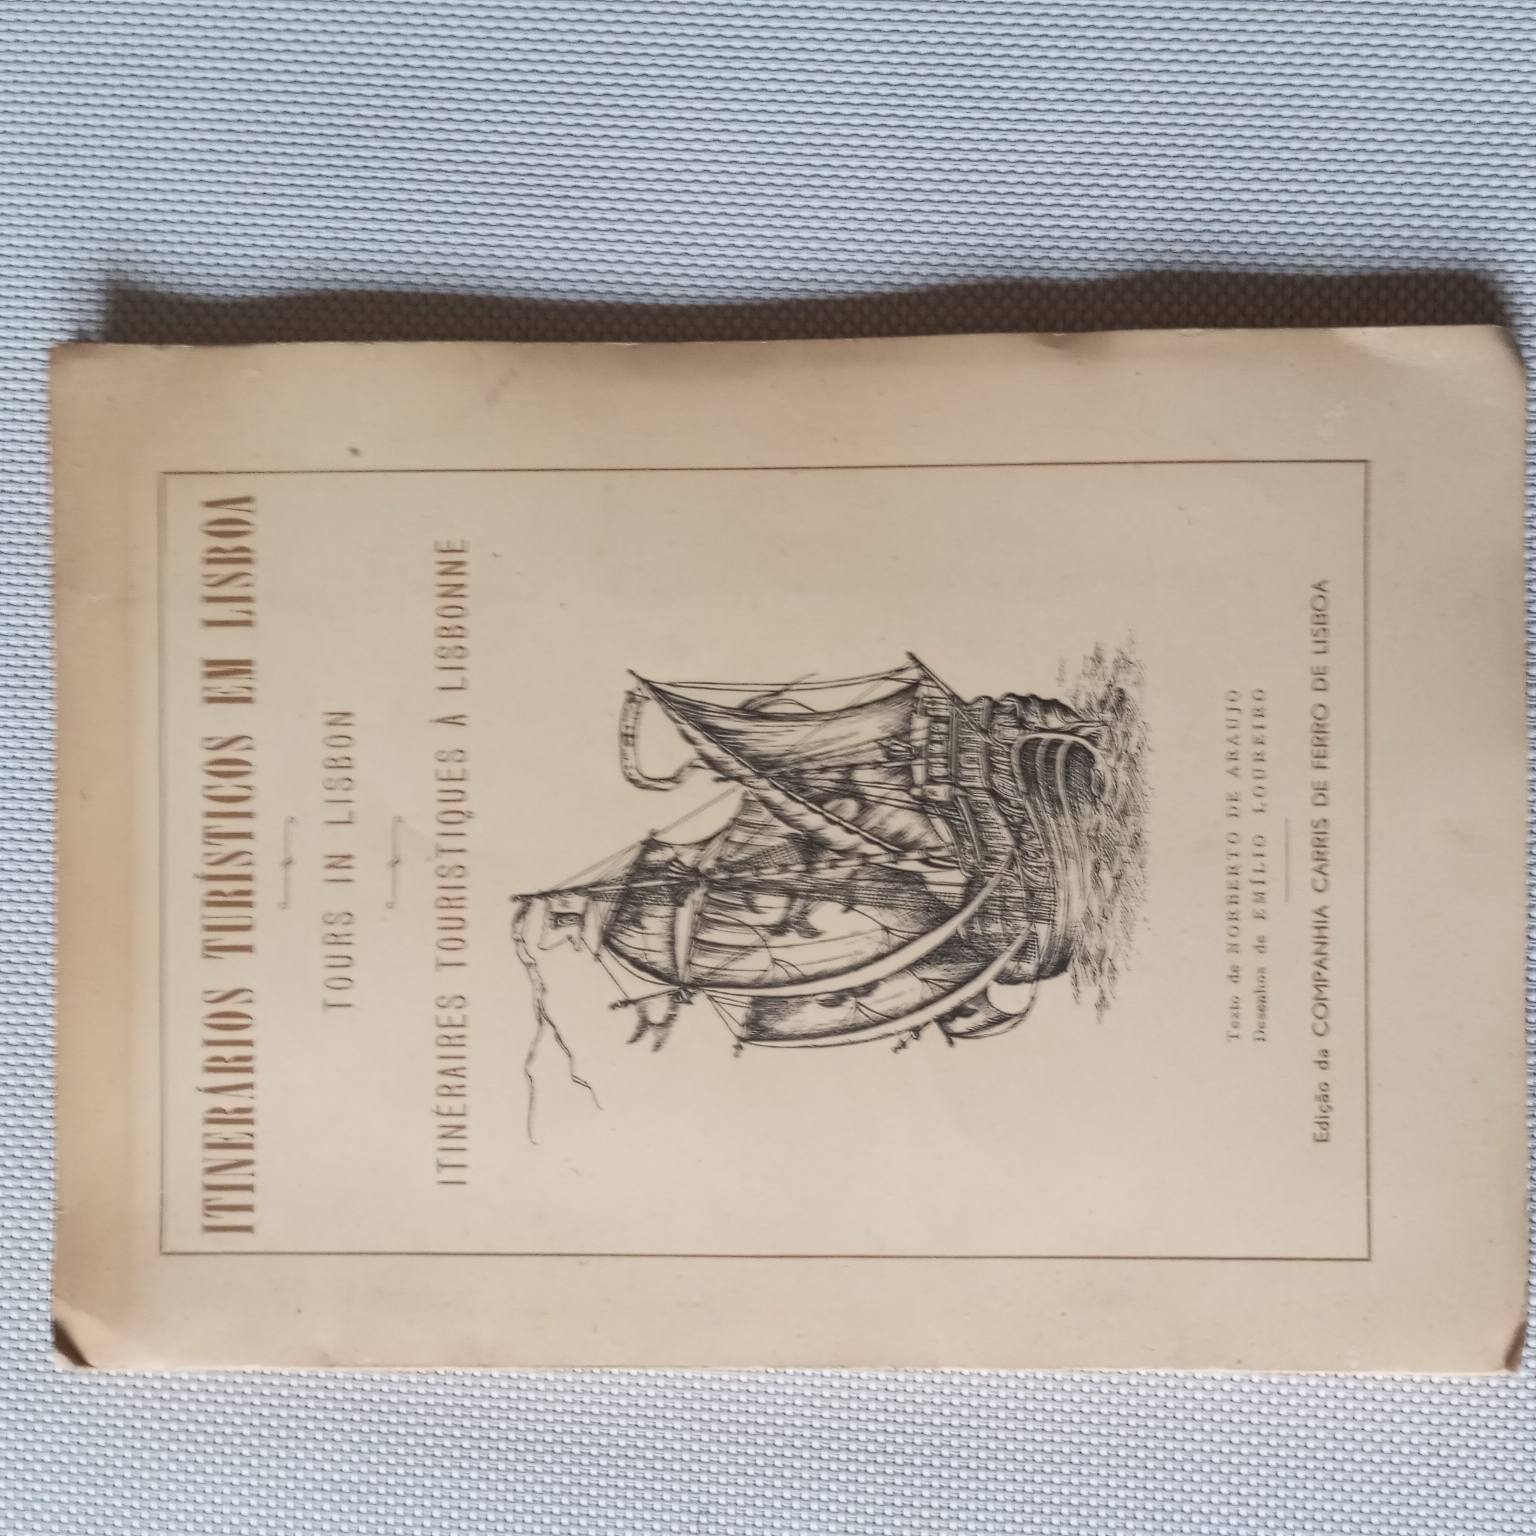 ITINERÁRIOS TURÍSTICOS EM LISBOA
TOURS IN LISBON
ITINÉRAIRES TOURISTIQUES À LISBONNE
Texto de NORBERTO DE ARAUJO
Desenhos de EMÍLIO LOUREIRO
Edição da COMPANHIA CARRIS DE FERRO DE LISBOA